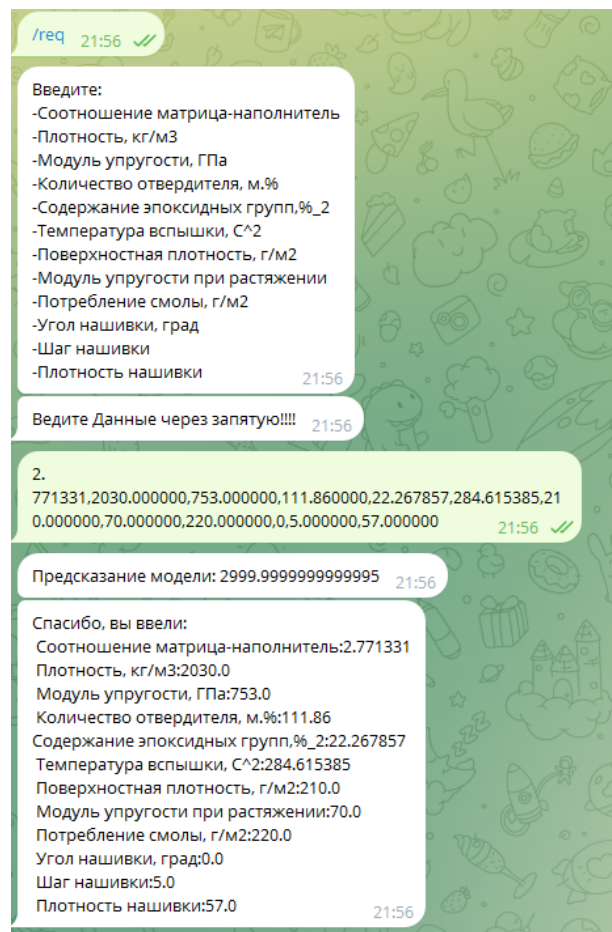 /req 21:56
Введите:
-Соотношение матрица-наполнитель
-Плотность, кг/м3
-Модуль упругости, ГПа
-Количество отвердителя, м.%
-Содержание эпоксидных групп,%_2
-Температура вспышки, С^2
-Поверхностная плотность, г/м2
-Модуль упругости при растяжении
-Потребление смолы, г/м2
-Угол нашивки, град
-Шаг нашивки
-Плотность нашивки 21:56
Ведите Данные через запятую!!!! 21:56
2.
771331,2030.000000,753.000000,111.860000,22.267857,284.615385,21
0.000000,70.000000,220.000000,0,5.000000,57.000000 21:56
Предсказание модели: 2999.9999999999995 21:56
Спасибо, вы ввели:
Соотношение матрица-наполнитель:2.771331
Плотность, кг/м3:2030.0
Модуль упругости, ГПа:753.0
Количество отвердителя, м.%:111.86
Содержание эпоксидных групп,%_2:22.267857
Температура вспышки, С^2:284.615385
Поверхностная плотность, г/м2:210.0
Модуль упругости при растяжении:70.0
Потребление смолы, г/м2:220.0
Угол нашивки, град:0.0
Шаг нашивки:5.0
Плотность нашивки:57.0 21:56